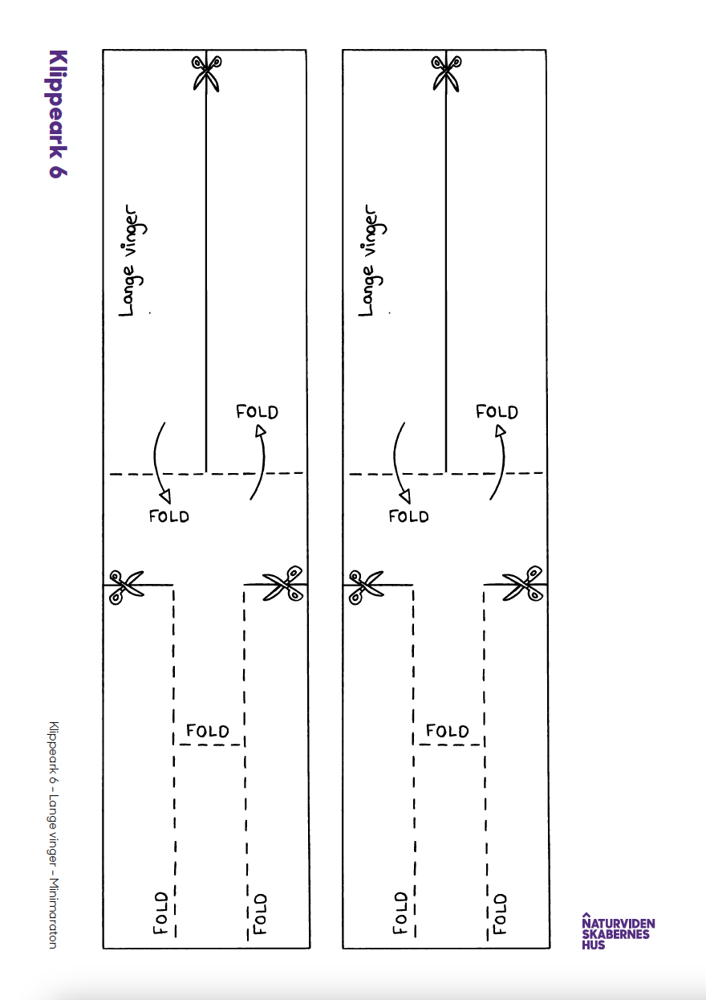 Klippeark 6
Lange vinger
FOLD
FOLD
FOLD
FOLD
FOLD
Lange vinger
FOLD
FOLD
FOLD
FOLD
FOLD
Klippeark 6 – Lange vinger – Minimaraton
NATURVIDEN
SKABERNES
HUS